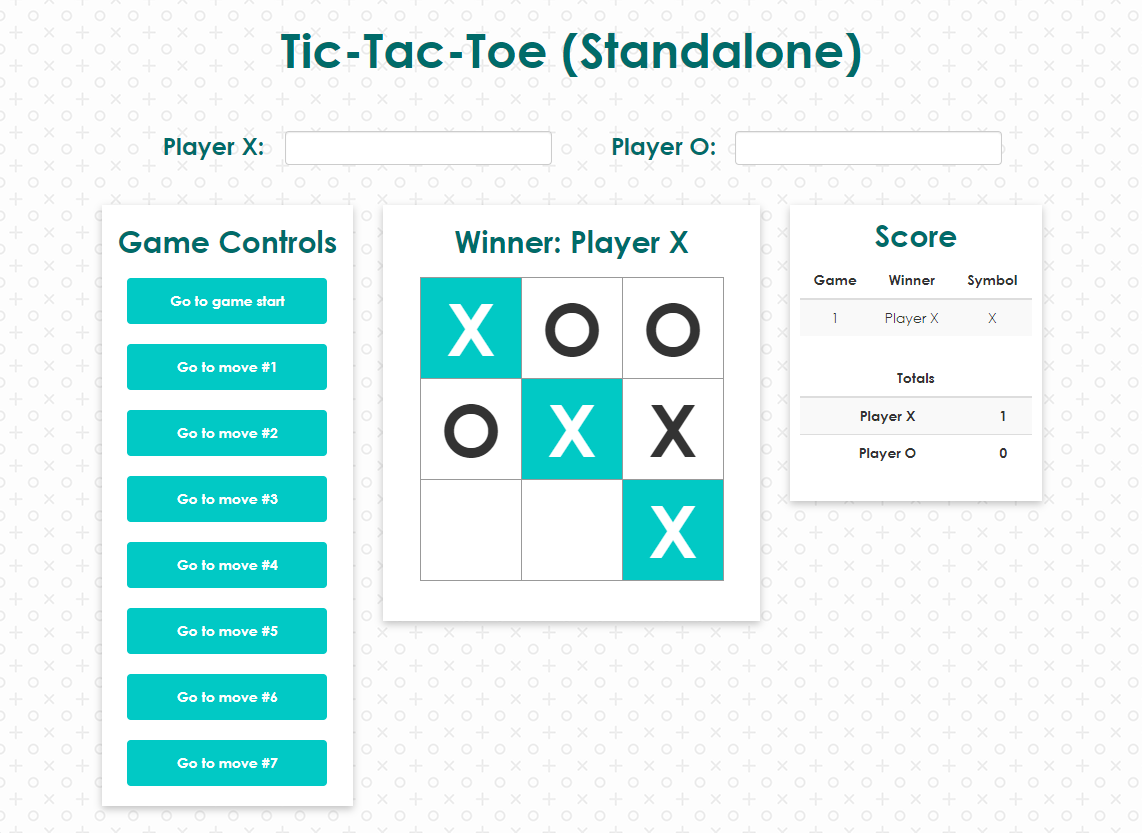 Tic-Tac-Toe (Standalone)
Player X: Player O:
Game Controls
Go to game start
Go to move #1
Go to move #2
Go to move #3
Go to move #4
Go to move #5
Go to move #6
Go to move #7
Winner: Player X
X O O
O X X
X
Score
Game Winner Symbol
1 Player X X
Totals
Player X 1
Player O 0